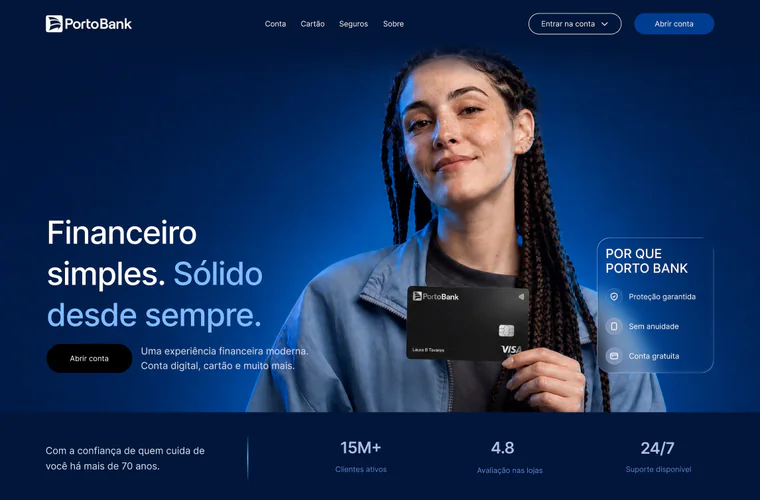 PortoBank
Conta
Cartão
Seguros
Sobre
Entrar na conta
Abrir conta
Financeiro
simples. Sólido
desde sempre.
Abrir conta
Uma experiência financeira moderna.
Conta digital, cartão e muito mais.
PortoBank
Laura B Tavares
VISA
POR QUE
PORTO BANK
Proteção garantida
Sem anuidade
Conta gratuita
Com a confiança de quem cuida de
você há mais de 70 anos.
15M+
Clientes ativos
4.8
Avaliação nas lojas
24/7
Suporte disponível